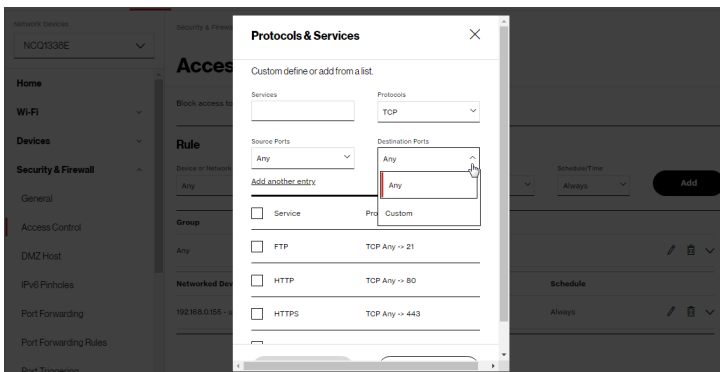 Network Devices
NCQ1338E
Home
Wi-Fi
Devices
Security & Firewall
General
Access Control
DMZ Host
IPv6 Pinholes
Port Forwarding
Port Forwarding Rules
Port Triggering
Security & Firewall
Acces
Block access to
Rule
Device or Network
Any
Schedule/Time
Always
Add
Group
Any
Networked Dev
Schedule
192.168.0.155 - u
Always
Protocols & Services
Custom define or add from a list.
Services
Protocols
TCP
Source Ports
Destination Ports
Any
Any
Add another entry
Any
Custom
Service
Pro
FTP
TCP Any -> 21
HTTP
TCP Any -> 80
HTTPS
TCP Any -> 443